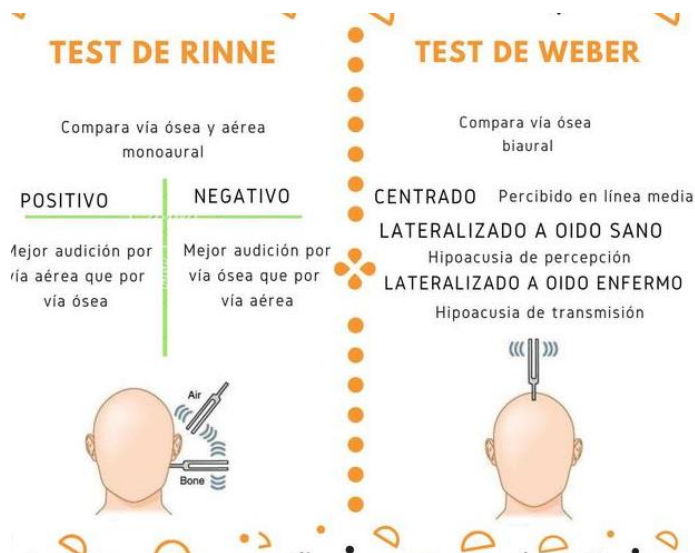 TEST DE RINNE
Compara vía ósea y aérea
monoaural
POSITIVO
NEGATIVO
Mejor audición por
vía aérea que por
vía ósea
Mejor audición por
vía ósea que por
vía aérea
Air
Bone
TEST DE WEBER
Compara vía ósea
biaural
CENTRADO Percibido en línea media
LATERALIZADO A OIDO SANO
Hipoacusia de percepción
LATERALIZADO A OIDO ENFERMO
Hipoacusia de transmisión